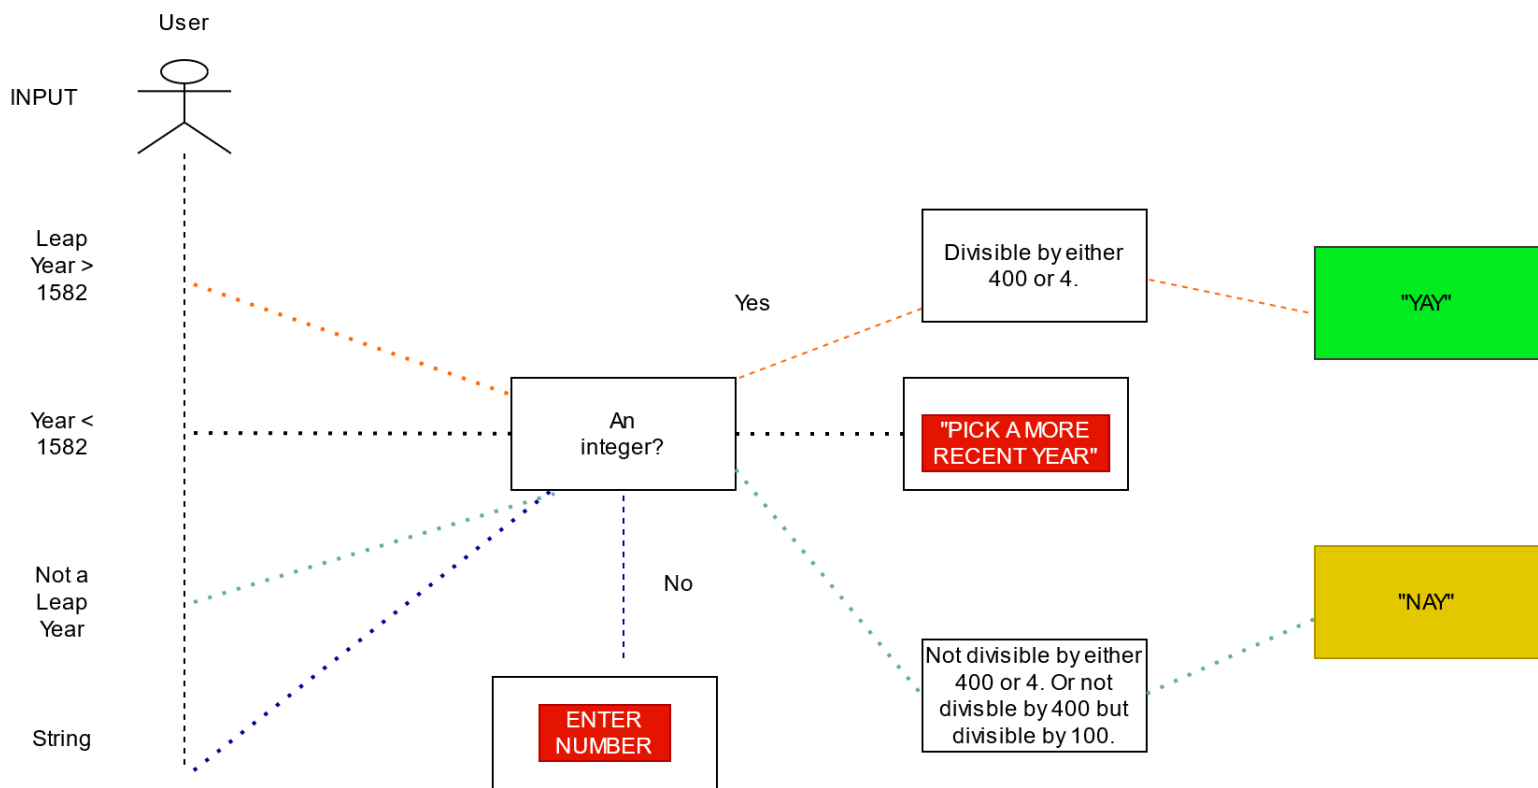 User
INPUT
Leap
Year >
1582
Divisible by either
400 or 4.
"YAY"
Yes
Year <
1582
An
integer?
"PICK A MORE
RECENT YEAR"
Not a
Leap
Year
No
"NAY"
Not divisible by either
400 or 4. Or not
divisble by 400 but
divisible by 100.
String
ENTER
NUMBER